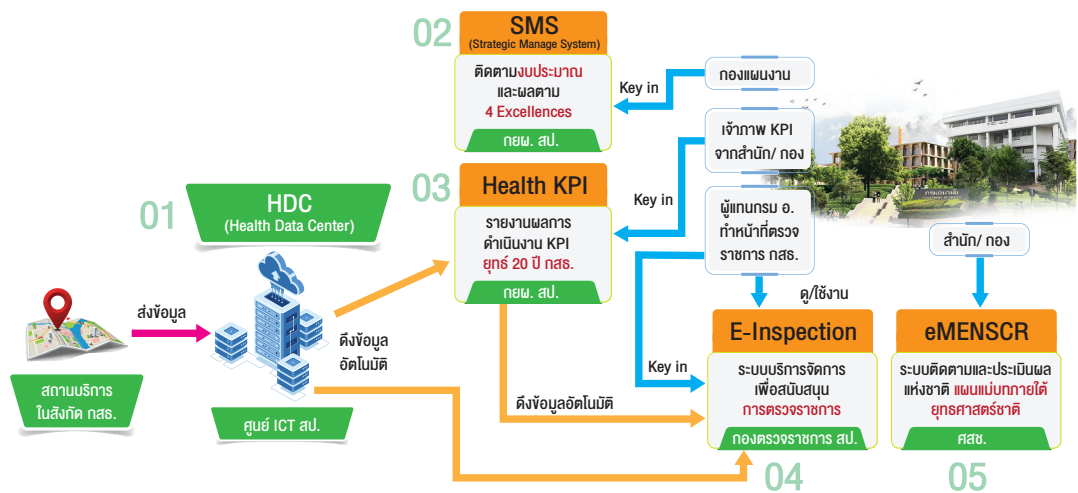 01
HDC
(Health Data Center)
สถานบริการ
ในสังกัด กสธ.
ส่งข้อมูล
ศูนย์ ICT สป.
ดึงข้อมูล
อัตโนมัติ
02
SMS
(Strategic Manage System)
ติดตามงบประมาณ
และผลตาม
4 Excellences
กยผ. สป.
Key in
กองแผนงาน
03
Health KPI
รายงานผลการ
ดำเนินงาน KPI
ยุทธ์ 20 ปี กสธ.
กยผ. สป.
Key in
เจ้าภาพ KPI
จากสำนัก/ กอง
ผู้แทนกรม อ.
ทำหน้าที่ตรวจ
ราชการ กสธ.
ดู/ใช้งาน
Key in
ดึงข้อมูลอัตโนมัติ
E-Inspection
ระบบบริการจัดการ
เพื่อสนับสนุน
การตรวจราชการ
กองตรวจราชการ สป.
04
กรมอนามัย
สำนัก/ กอง
eMENSCR
ระบบติดตามและประเมินผล
แห่งชาติ แผนแม่บทภายใต้
ยุทธศาสตร์ชาติ
ศสช.
05